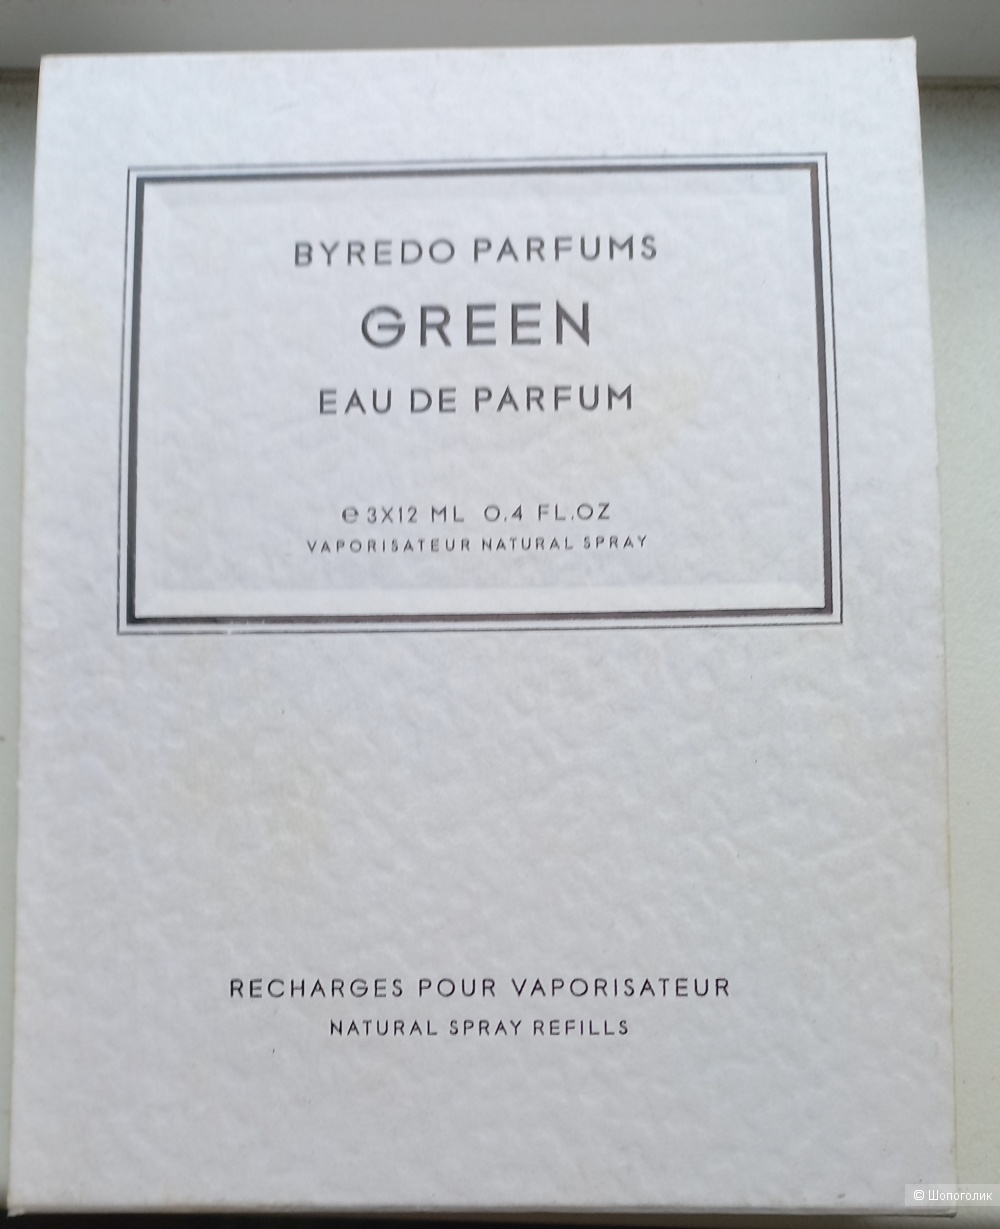 BYREDO PARFUMS
GREEN
EAU DE PARFUM
℮ 3X12 ML 0.4 FL.OZ
VAPORISATEUR NATURAL SPRAY
RECHARGES POUR VAPORISATEUR
NATURAL SPRAY REFILLS
© Шопоголик